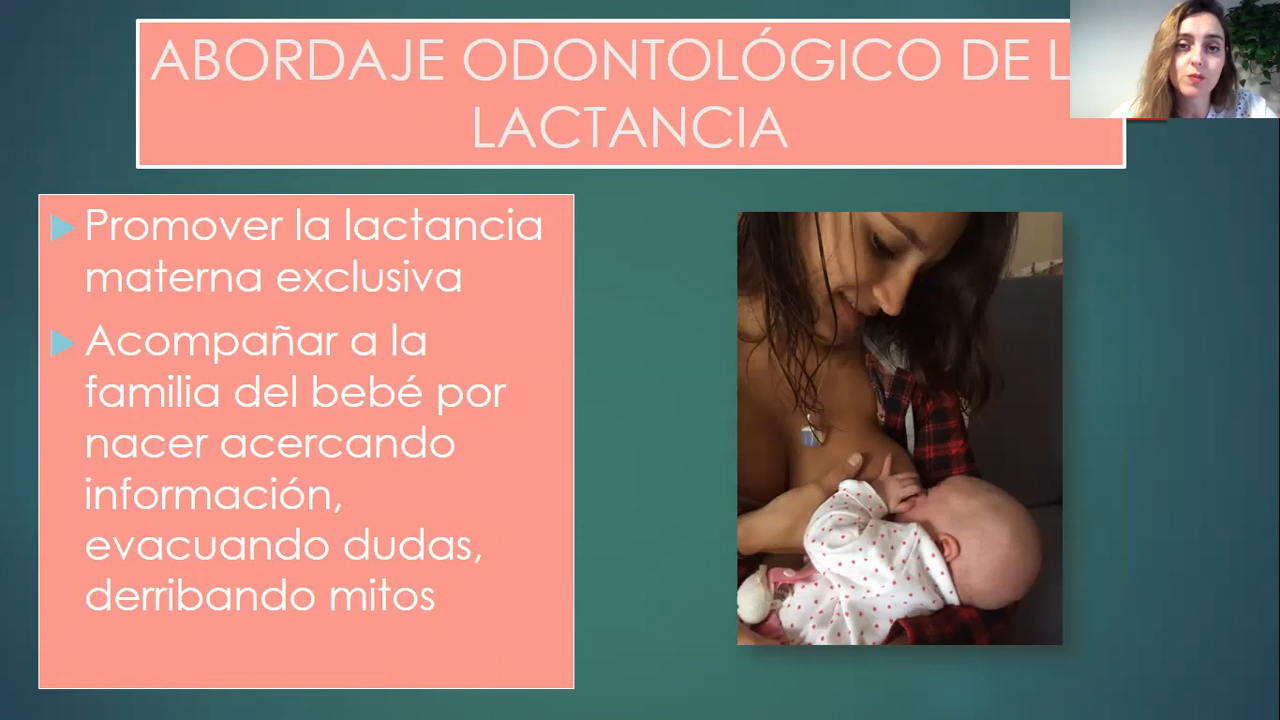 ABORDAJE ODONTOLÓGICO DE L
LACTANCIA
Promover la lactancia
materna exclusiva
Acompañar a la
familia del bebé por
nacer acercando
información,
evacuando dudas,
derribando mitos